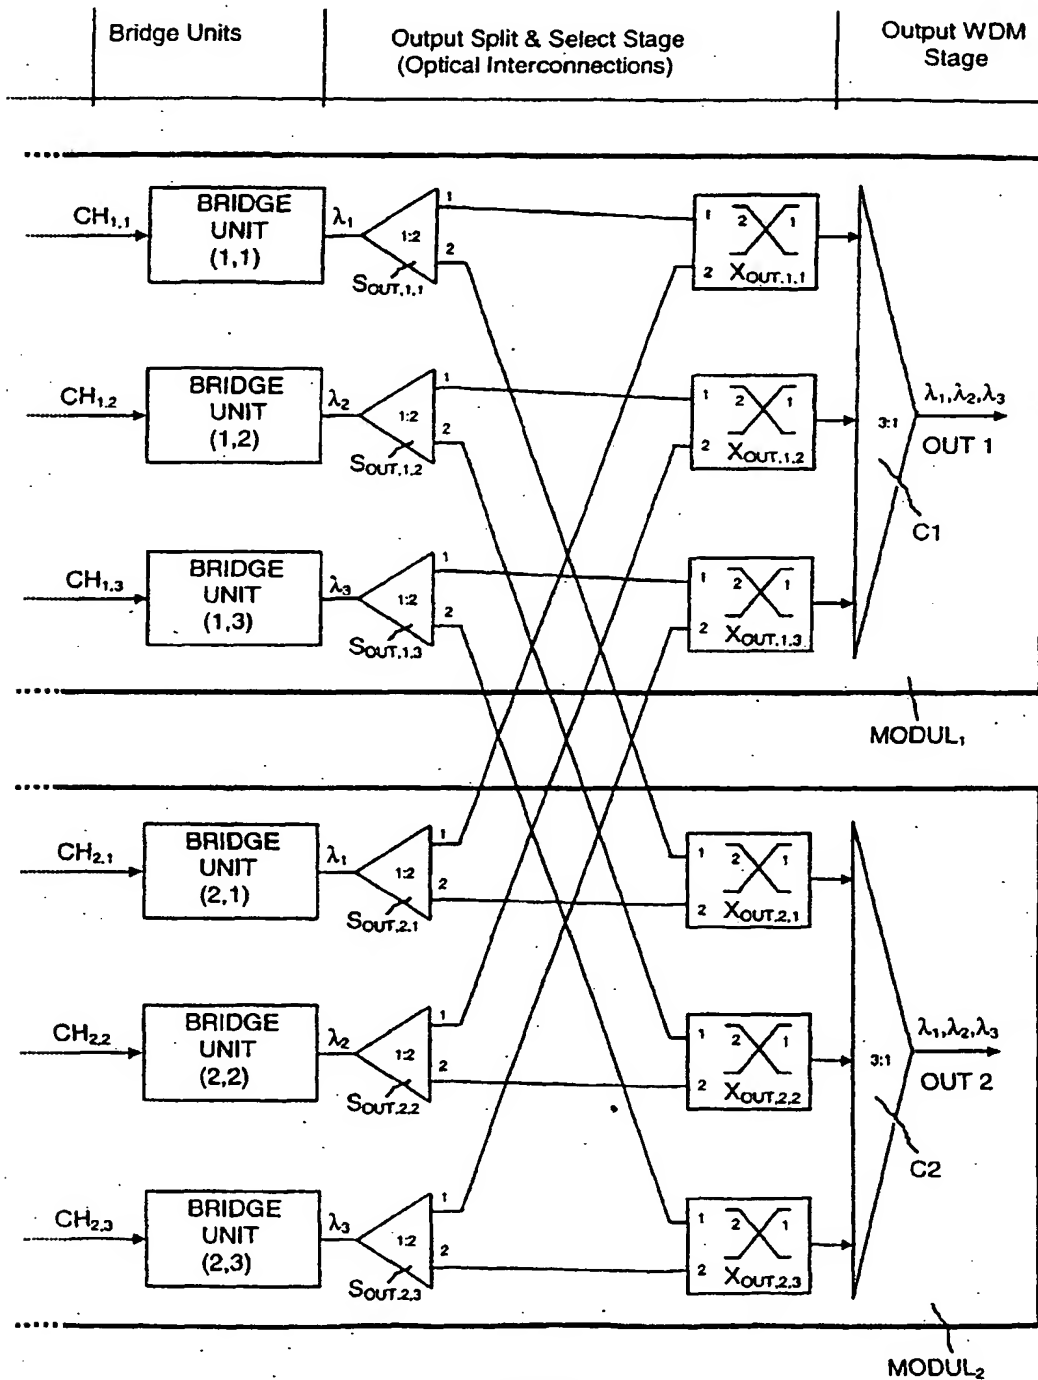 Bridge Units
Output Split & Select Stage
(Optical Interconnections)
Output WDM
Stage
CH1,1
BRIDGE
UNIT
(1,1)
λ1
1:2
1
2
SOUT,1,1
1
2
2
1
XOUT,1,1
CH1,2
BRIDGE
UNIT
(1,2)
λ2
1:2
1
2
SOUT,1,2
1
2
2
1
XOUT,1,2
CH1,3
BRIDGE
UNIT
(1,3)
λ3
1:2
1
2
SOUT,1,3
1
2
2
1
XOUT,1,3
3:1
λ1,λ2,λ3
OUT 1
C1
MODUL1
CH2,1
BRIDGE
UNIT
(2,1)
λ1
1:2
1
2
SOUT,2,1
1
2
2
1
XOUT,2,1
CH2,2
BRIDGE
UNIT
(2,2)
λ2
1:2
1
2
SOUT,2,2
1
2
2
1
XOUT,2,2
CH2,3
BRIDGE
UNIT
(2,3)
λ3
1:2
1
2
SOUT,2,3
1
2
2
1
XOUT,2,3
3:1
λ1,λ2,λ3
OUT 2
C2
MODUL2